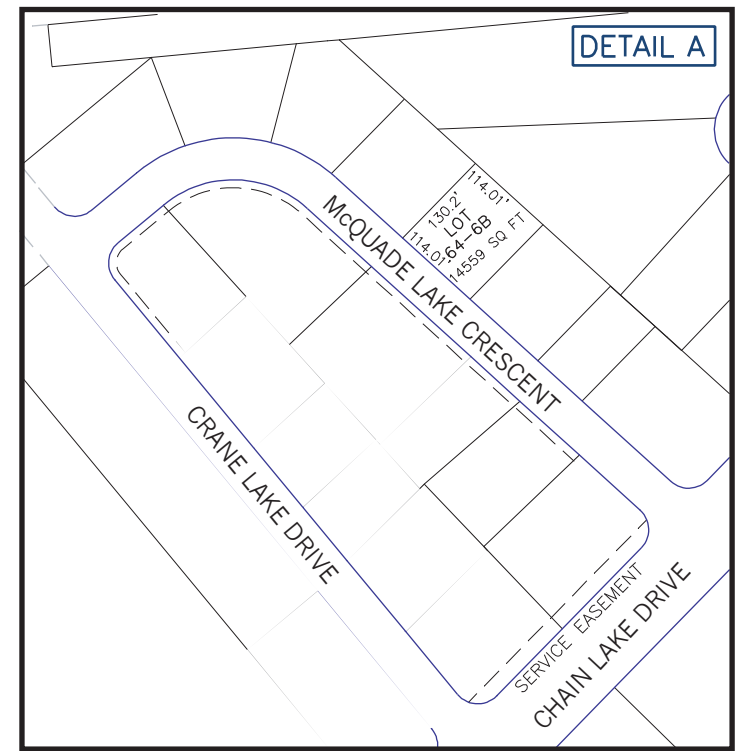 DETAIL A
McQUADE LAKE CRESCENT
114.01'
130.2'
LOT
64-6B
114.01'
14559 SQ FT
CRANE LAKE DRIVE
SERVICE EASEMENT
CHAIN LAKE DRIVE